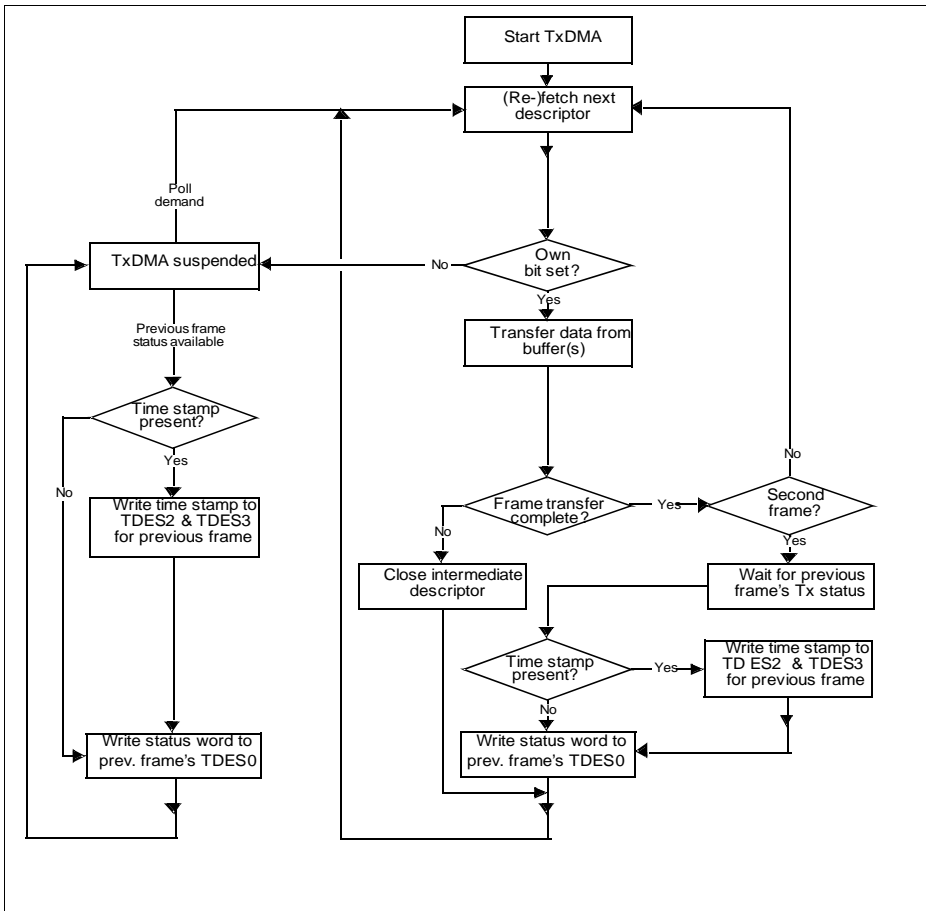 Start TxDMA
(Re-)fetch next
descriptor
Poll
demand
TxDMA suspended
No
Own
bit set?
Yes
Previous frame
status available
Transfer data from
buffer(s)
Time stamp
present?
No
Yes
No
Write time stamp to
TDES2 & TDES3
for previous frame
Frame transfer
complete?
Yes
Second
frame?
No
Yes
Close intermediate
descriptor
Wait for previous
frame's Tx status
Time stamp
present?
Yes
Write time stamp to
TD ES2 & TDES3
for previous frame
No
Write status word to
prev. frame's TDES0
Write status word to
prev. frame's TDES0